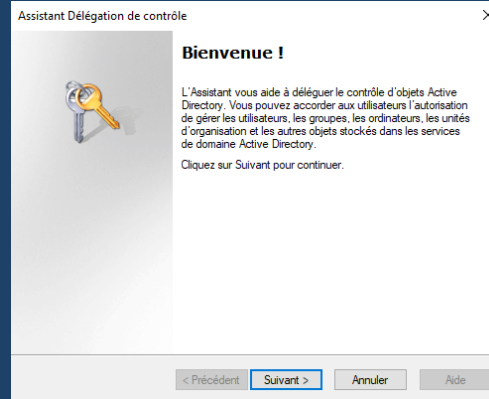 Assistant Délégation de contrôle
Bienvenue !
L'Assistant vous aide à déléguer le contrôle d'objets Active
Directory. Vous pouvez accorder aux utilisateurs l'autorisation
de gérer les utilisateurs, les groupes, les ordinateurs, les unités
d'organisation et les autres objets stockés dans les services
de domaine Active Directory.
Cliquez sur Suivant pour continuer.
< Précédent Suivant > Annuler Aide